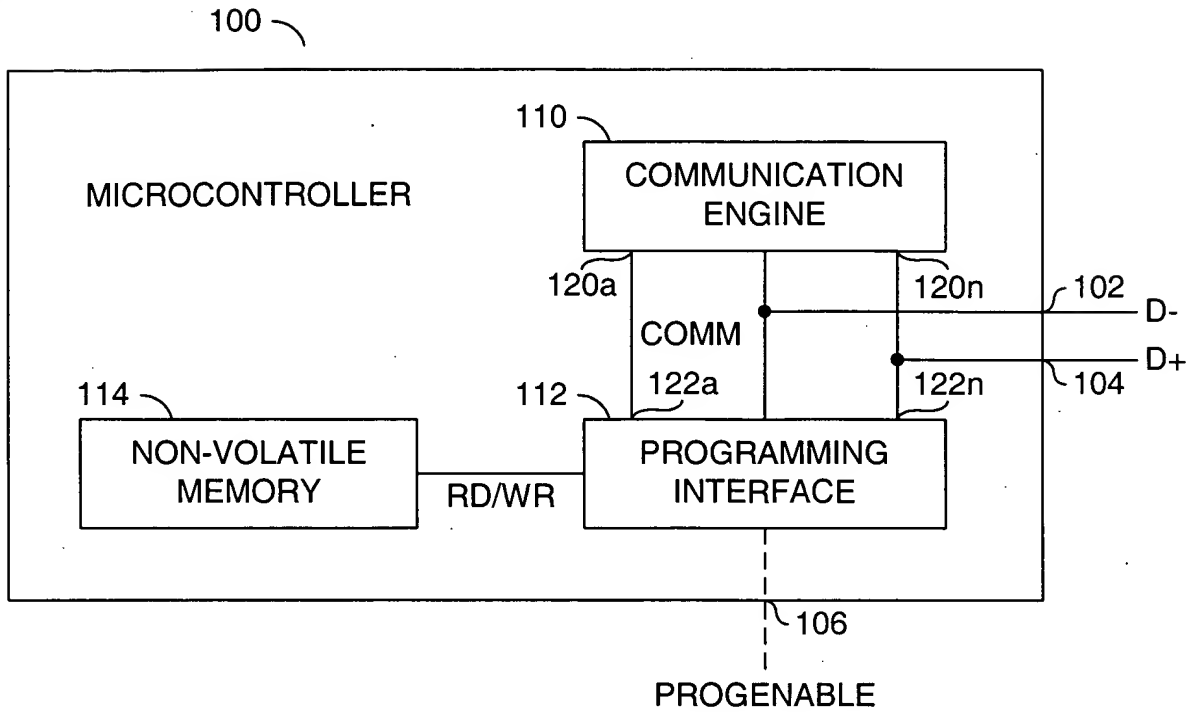 100
110
MICROCONTROLLER
COMMUNICATION
ENGINE
120a
120n
102
D-
COMM
D+
104
114
112
122a
122n
NON-VOLATILE
MEMORY
RD/WR
PROGRAMMING
INTERFACE
106
PROGENABLE